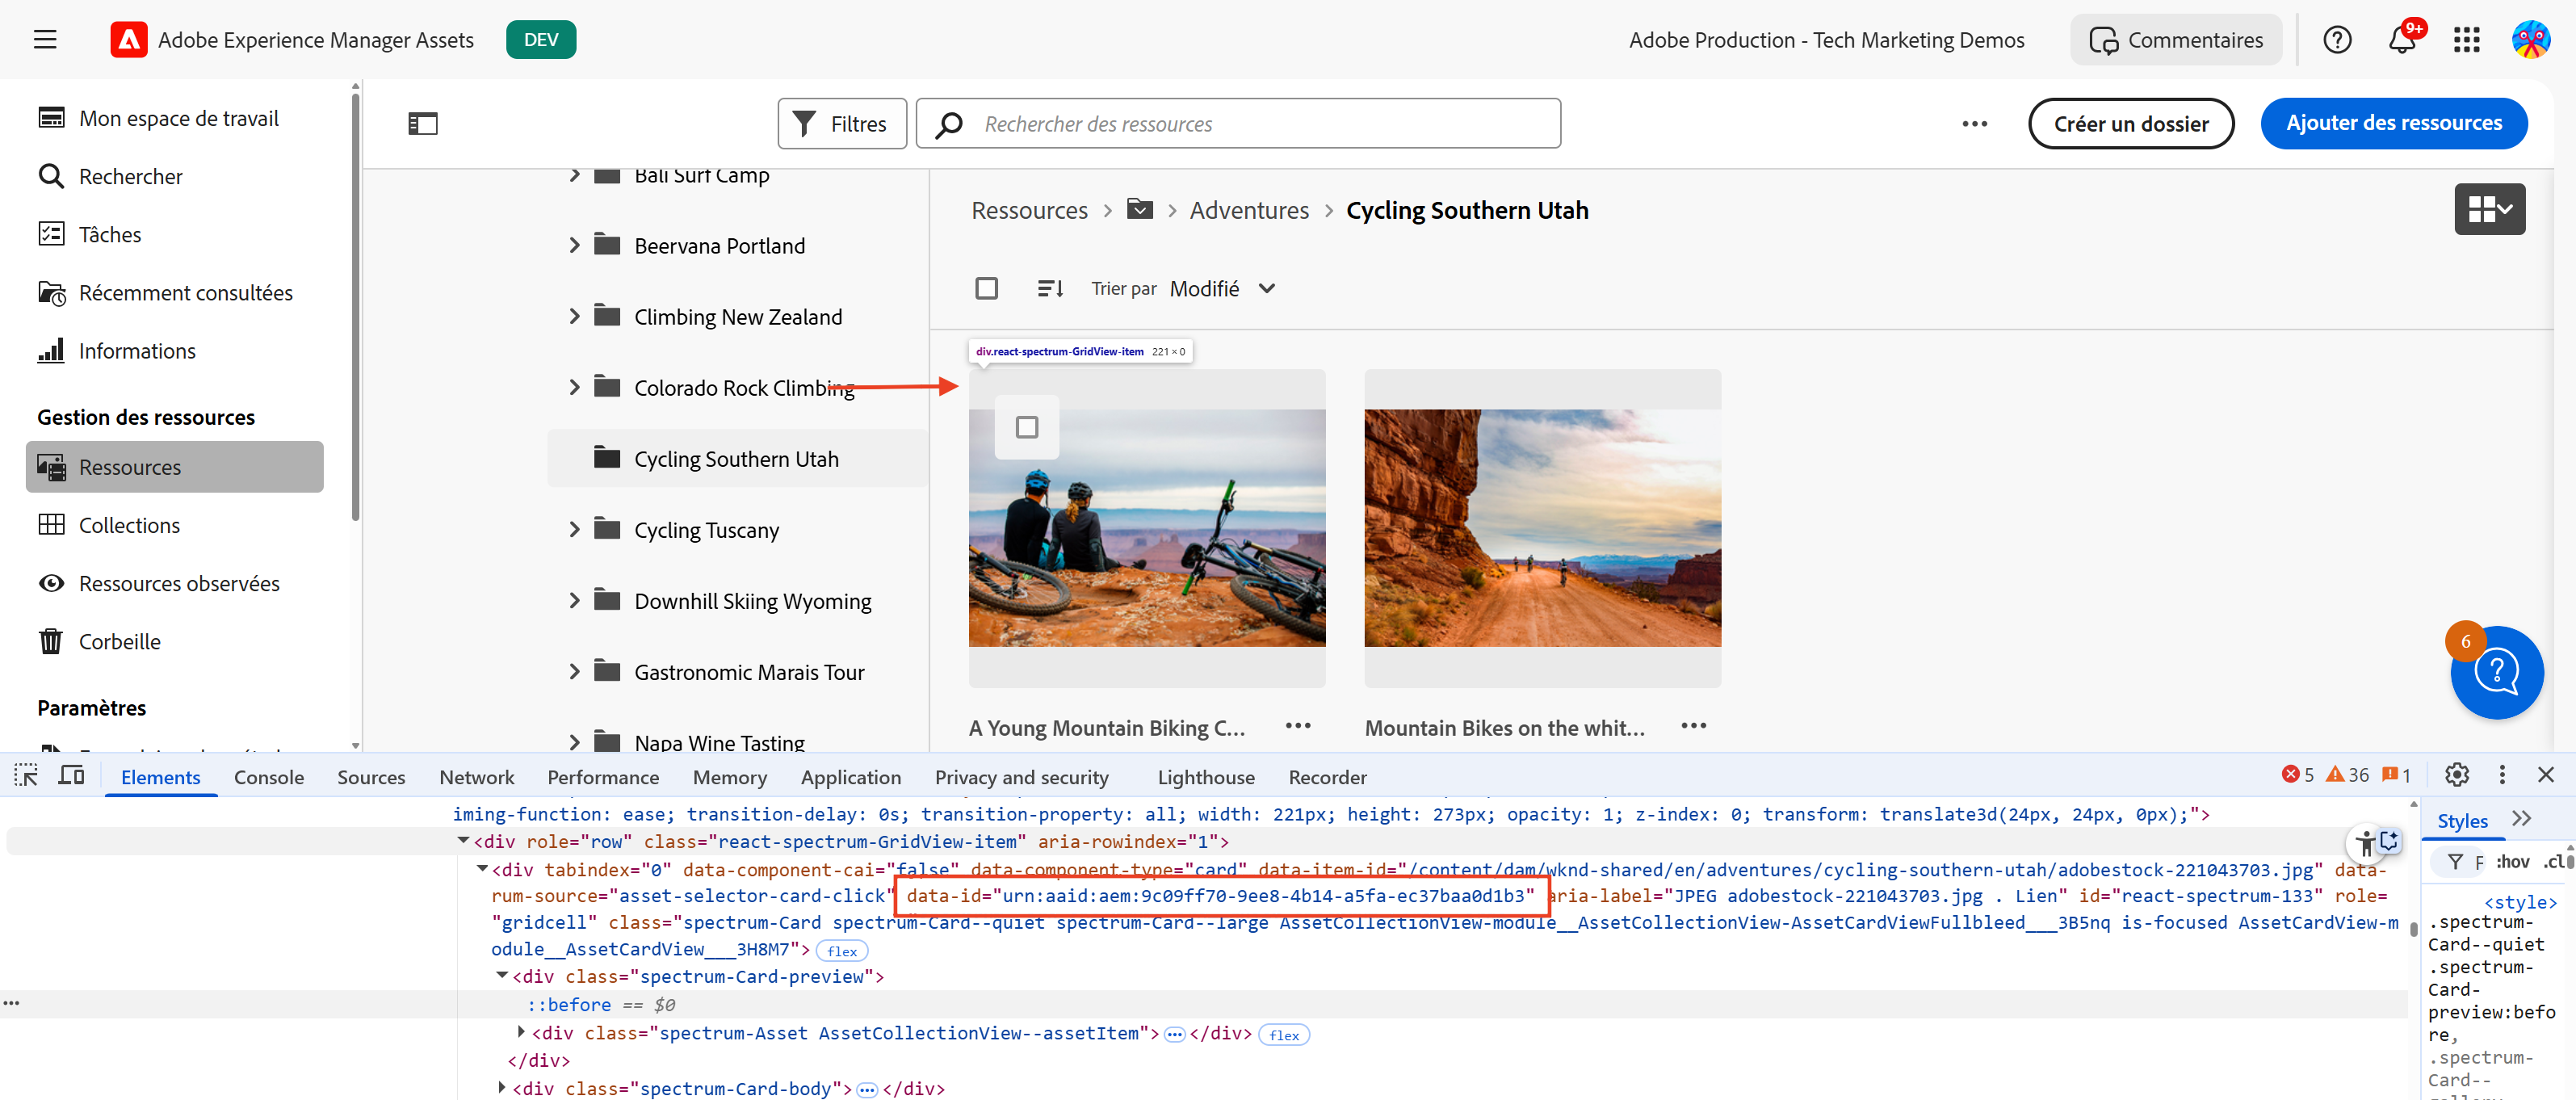 Adobe Experience Manager Assets
DEV
Adobe Production - Tech Marketing Demos
Commentaires
9+
Mon espace de travail
Rechercher
Tâches
Récemment consultées
Informations
Gestion des ressources
Ressources
Collections
Ressources observées
Corbeille
Paramètres
Filtres
Rechercher des ressources
Créer un dossier
Ajouter des ressources
Bali Surf Camp
Beervana Portland
Climbing New Zealand
Colorado Rock Climbing
Cycling Southern Utah
Cycling Tuscany
Downhill Skiing Wyoming
Gastronomic Marais Tour
Napa Wine Tasting
Ressources > > Adventures > Cycling Southern Utah
Trier par Modifié
div.react-spectrum-GridView-item 221 × 0
A Young Mountain Biking C...
Mountain Bikes on the whit...
6
Elements Console Sources Network Performance Memory Application Privacy and security Lighthouse Recorder
5 36 1
iming-function: ease; transition-delay: 0s; transition-property: all; width: 221px; height: 273px; opacity: 1; z-index: 0; transform: translate3d(24px, 24px, 0px);">
<div role="row" class="react-spectrum-GridView-item" aria-rowindex="1">
<div tabindex="0" data-component-cai="false" data-component-type="card" data-item-id="/content/dam/wknd-shared/en/adventures/cycling-southern-utah/adobestock-221043703.jpg" data-
rum-source="asset-selector-card-click" data-id="urn:aaid:aem:9c09ff70-9ee8-4b14-a5fa-ec37baa0d1b3" aria-label="JPEG adobestock-221043703.jpg . Lien" id="react-spectrum-133" role=
"gridcell" class="spectrum-Card spectrum-Card--quiet spectrum-Card--large AssetCollectionView-module__AssetCollectionView-AssetCardViewFullbleed___3B5nq is-focused AssetCardView-m
odule__AssetCardView___3H8M7"> flex
<div class="spectrum-Card-preview">
::before == $0
<div class="spectrum-Asset AssetCollectionView--assetItem"> ... </div> flex
</div>
<div class="spectrum-Card-body"> ... </div>
Styles
F :hov .cl
<style>
.spectrum-
Card--quiet
.spectrum-
Card-
preview:befo
re,
.spectrum-
Card--